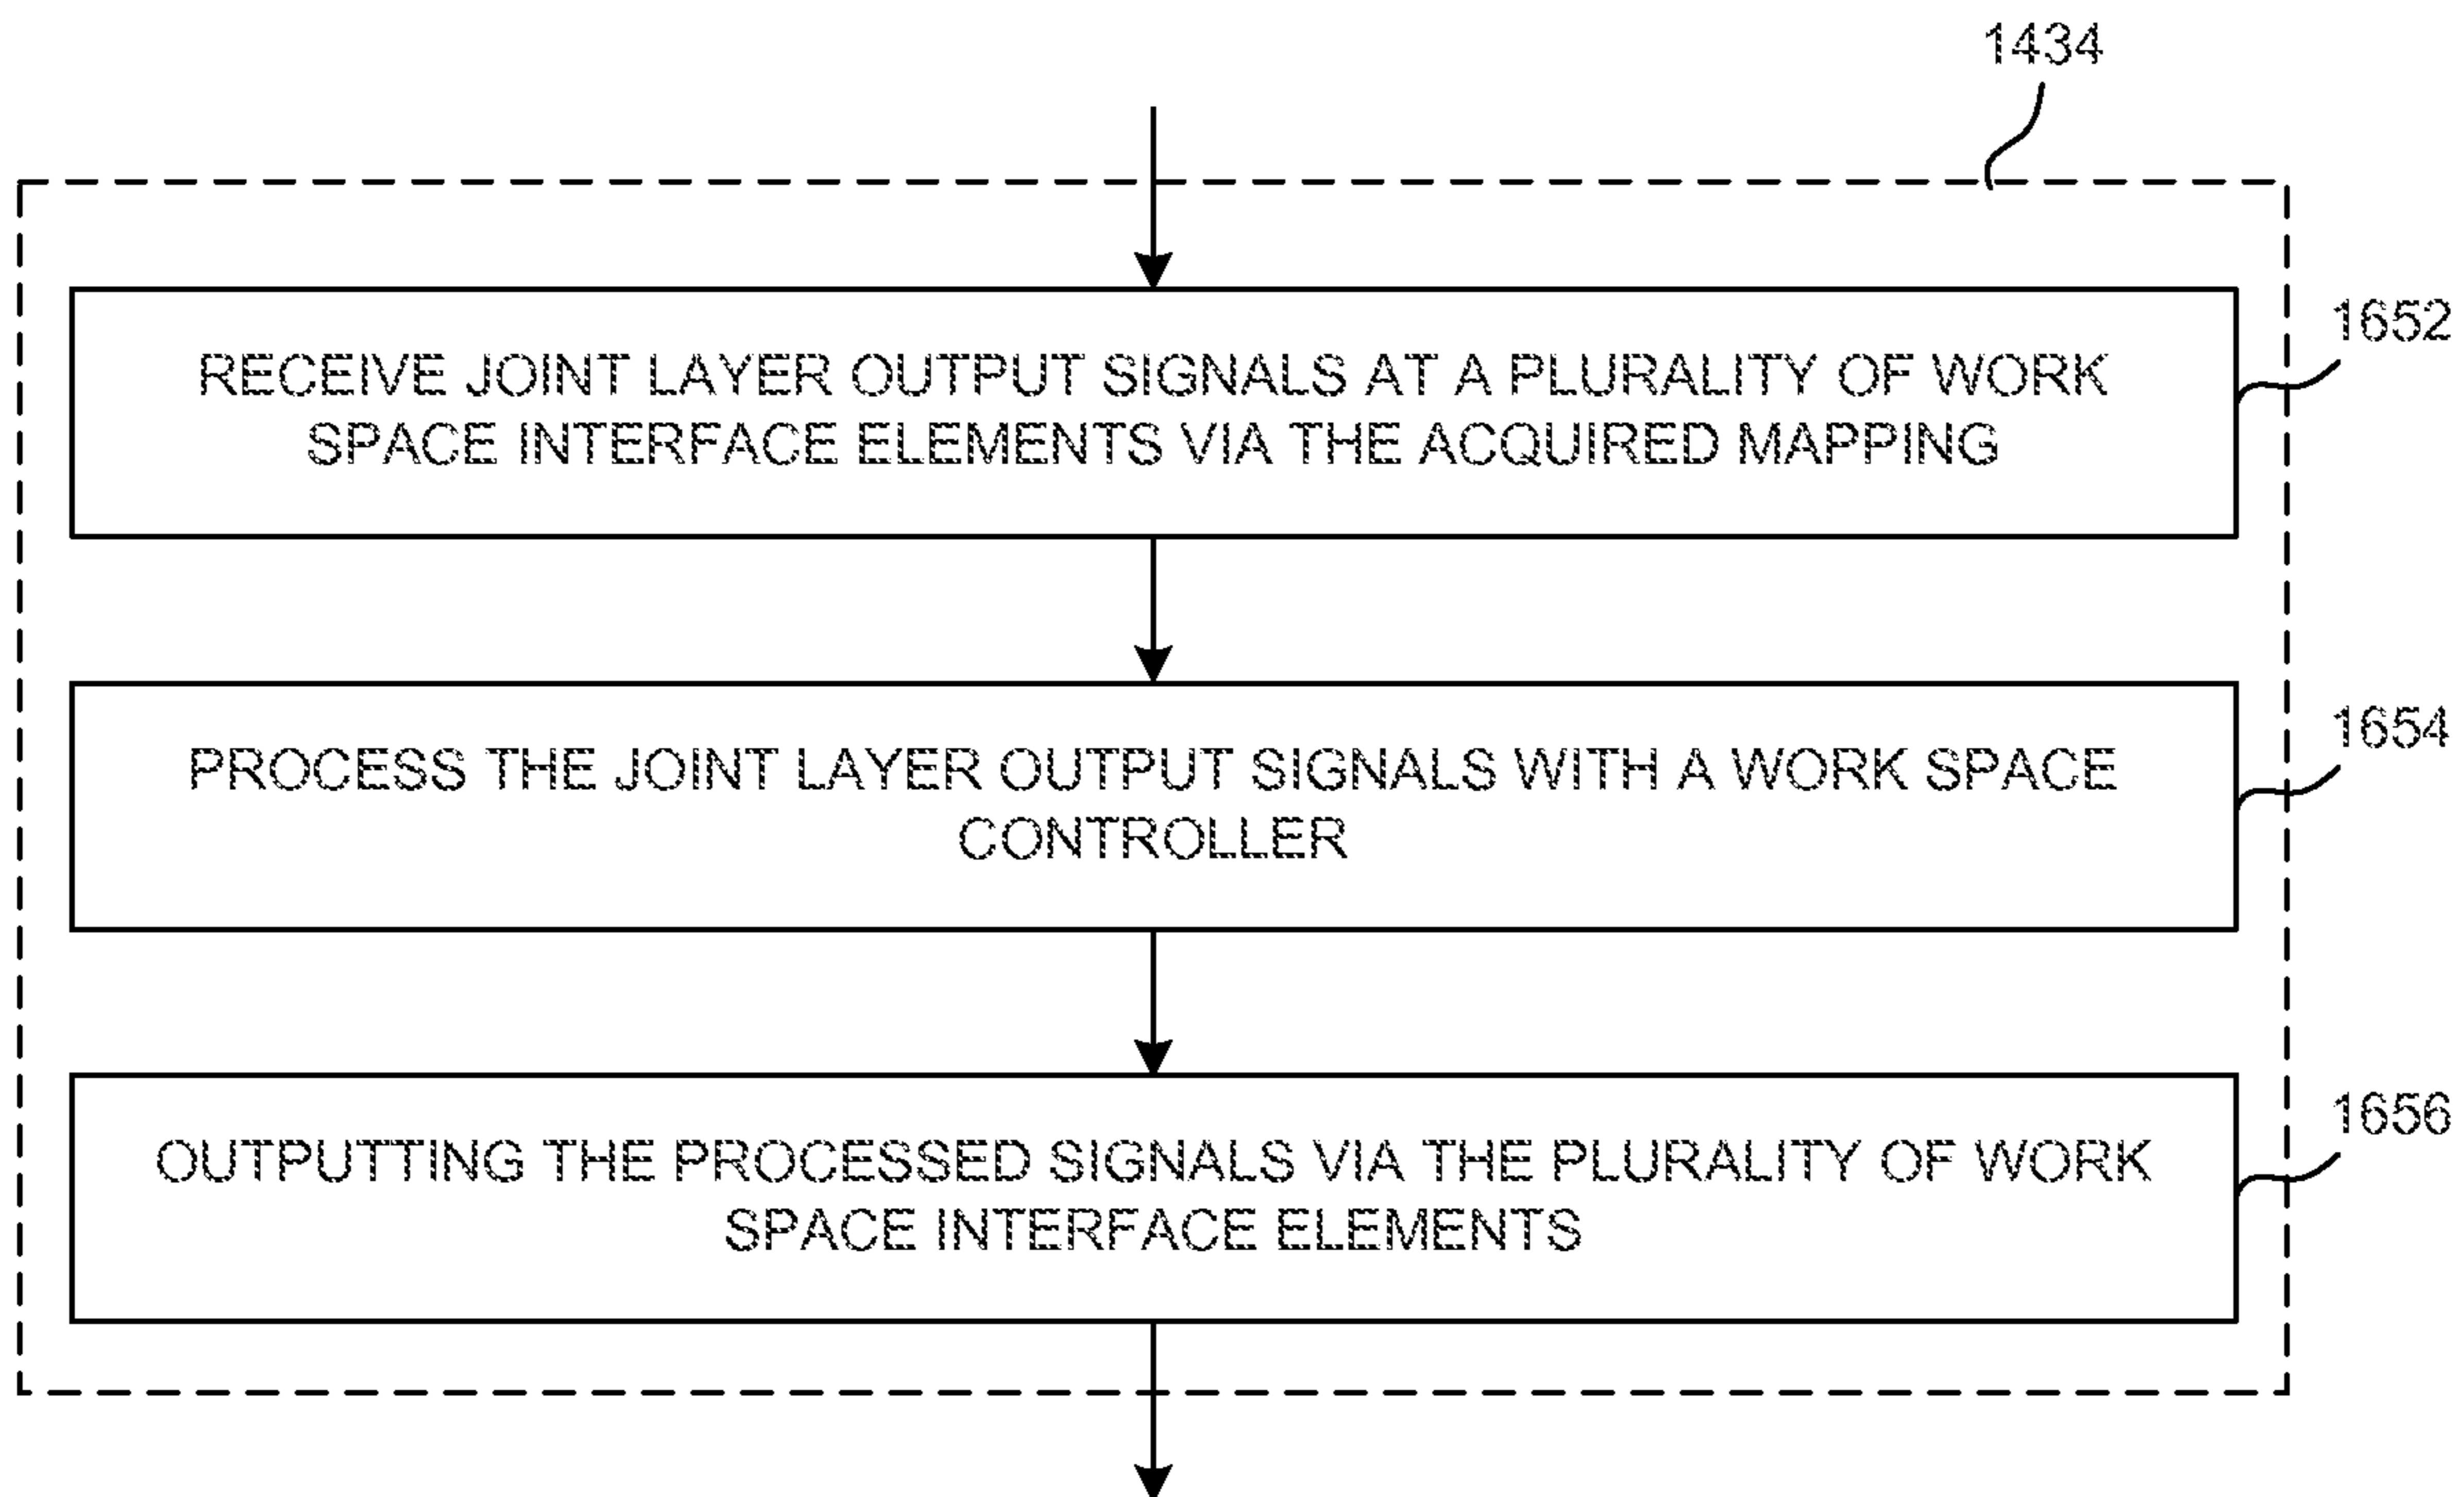 1434
RECEIVE JOINT LAYER OUTPUT SIGNALS AT A PLURALITY OF WORK
SPACE INTERFACE ELEMENTS VIA THE ACQUIRED MAPPING
1652
PROCESS THE JOINT LAYER OUTPUT SIGNALS WITH A WORK SPACE
CONTROLLER
1654
OUTPUTTING THE PROCESSED SIGNALS VIA THE PLURALITY OF WORK
SPACE INTERFACE ELEMENTS
1656